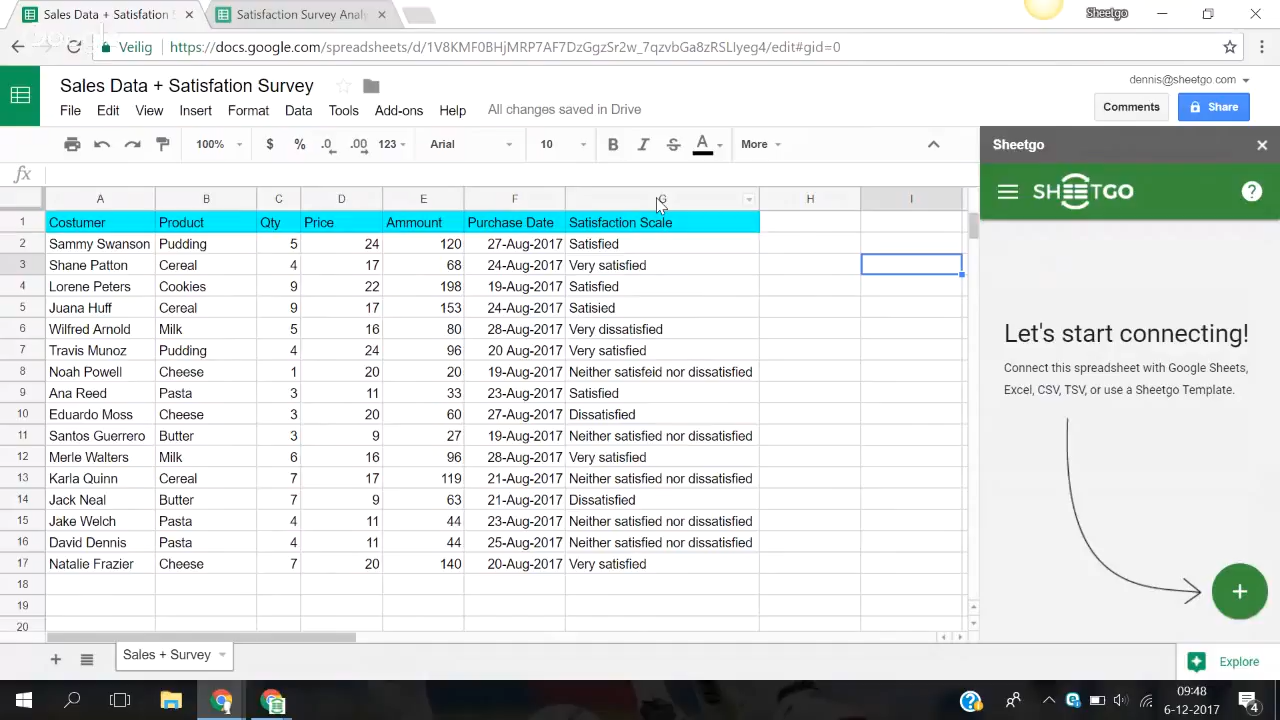 Sales Data + Satisfation S
Satisfaction Survey Analy
Sheetgo
Veilig
https://docs.google.com/spreadsheets/d/1V8KMF0BHjMRP7AF7DzGgzSr2w_7qzvbGa8zRSLlyeg4/edit#gid=0
Sales Data + Satisfation Survey
dennis@sheetgo.com
File Edit View Insert Format Data Tools Add-ons Help All changes saved in Drive
Comments Share
100% $ % .0 .00 123 Arial 10 B I S A More
Sheetgo
fx
SHEETGO
A B C D E F G H I
1 Costumer Product Qty Price Ammount Purchase Date Satisfaction Scale
2 Sammy Swanson Pudding 5 24 120 27-Aug-2017 Satisfied
3 Shane Patton Cereal 4 17 68 24-Aug-2017 Very satisfied
4 Lorene Peters Cookies 9 22 198 19-Aug-2017 Satisfied
5 Juana Huff Cereal 9 17 153 24-Aug-2017 Satisied
6 Wilfred Arnold Milk 5 16 80 28-Aug-2017 Very dissatisfied
7 Travis Munoz Pudding 4 24 96 20 Aug-2017 Very satisfied
8 Noah Powell Cheese 1 20 20 19-Aug-2017 Neither satisfeid nor dissatisfied
9 Ana Reed Pasta 3 11 33 23-Aug-2017 Satisfied
10 Eduardo Moss Cheese 3 20 60 27-Aug-2017 Dissatisfied
11 Santos Guerrero Butter 3 9 27 19-Aug-2017 Neither satisfied nor dissatisfied
12 Merle Walters Milk 6 16 96 28-Aug-2017 Very satisfied
13 Karla Quinn Cereal 7 17 119 21-Aug-2017 Neither satisfied nor dissatisfied
14 Jack Neal Butter 7 9 63 21-Aug-2017 Dissatisfied
15 Jake Welch Pasta 4 11 44 23-Aug-2017 Neither satisfied nor dissatisfied
16 David Dennis Pasta 4 11 44 25-Aug-2017 Neither satisfied nor dissatisfied
17 Natalie Frazier Cheese 7 20 140 20-Aug-2017 Very satisfied
18
19
20
Let's start connecting!
Connect this spreadsheet with Google Sheets,
Excel, CSV, TSV, or use a Sheetgo Template.
Sales + Survey
Explore
09:48
6-12-2017
4